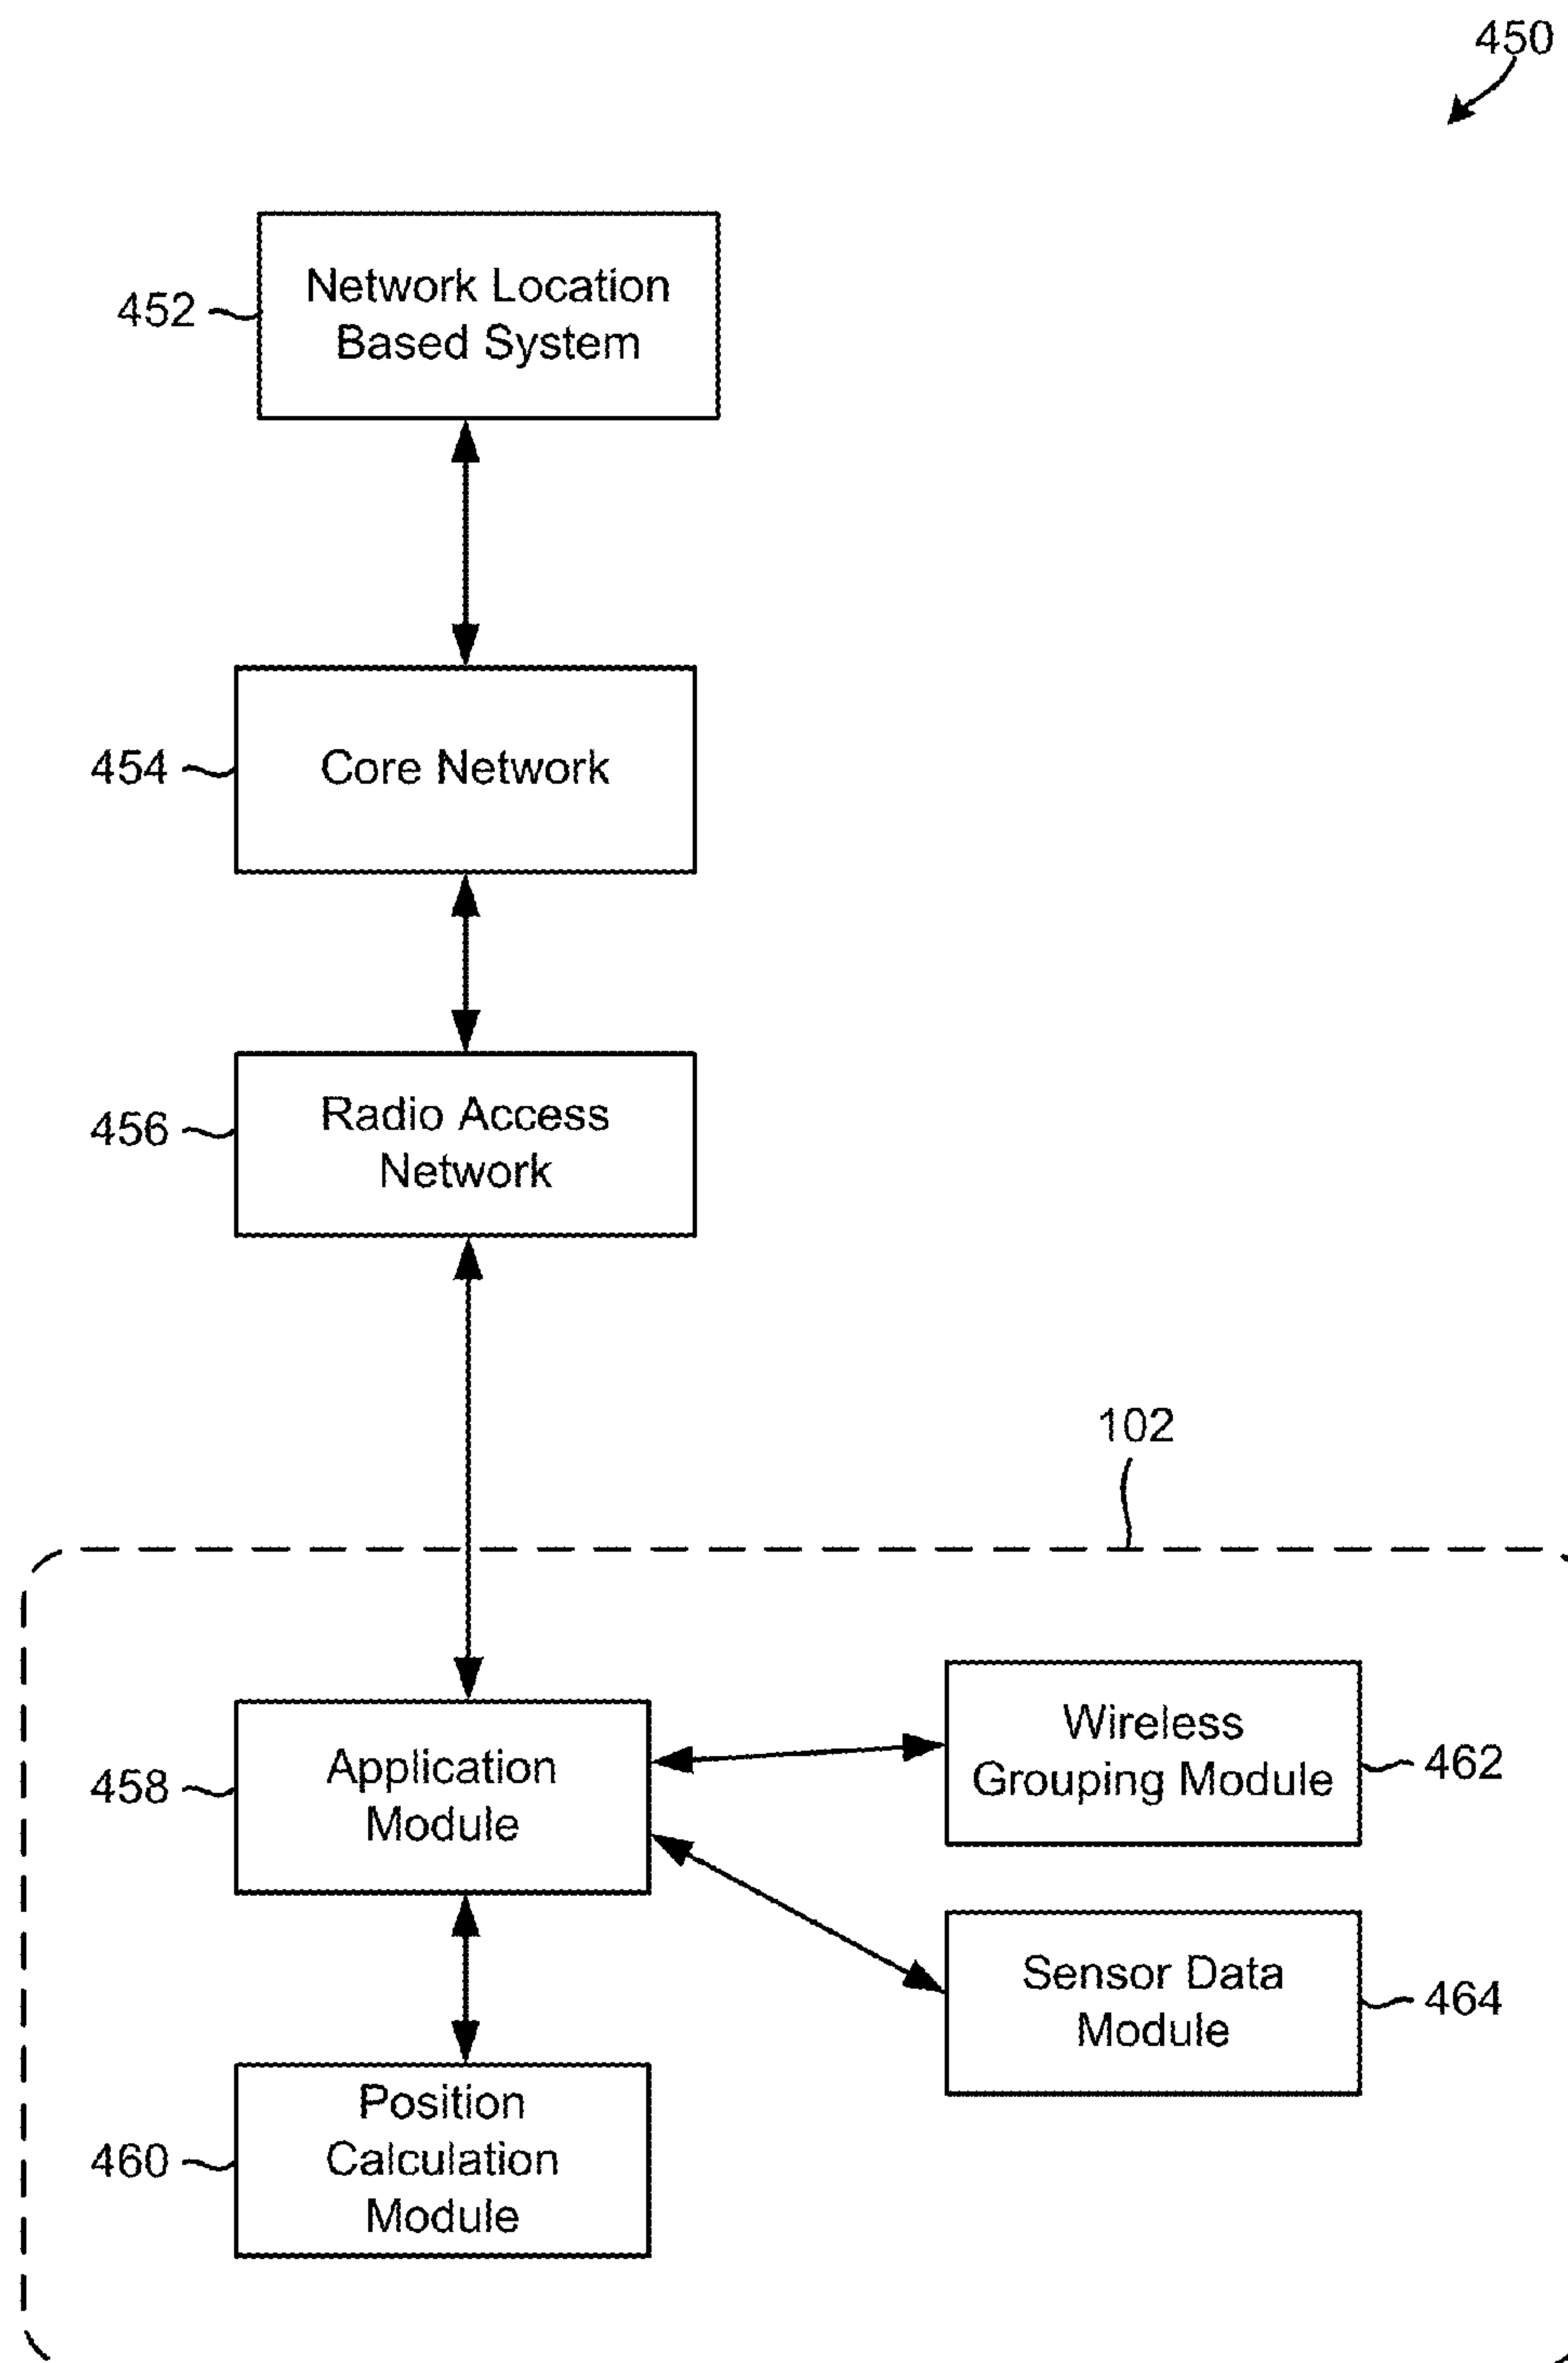 450
Network Location
Based System
452
Core Network
454
Radio Access
Network
456
102
Application
Module
458
Wireless
Grouping Module
462
Sensor Data
Module
464
Position
Calculation
Module
460